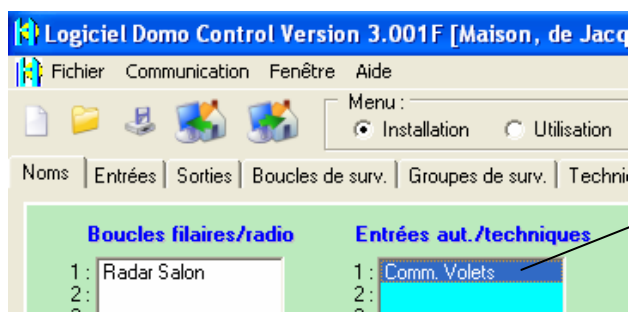 Logiciel Domo Control Version 3.001F [Maison, de Jacq
Fichier Communication Fenêtre Aide
Menu :
Installation Utilisation
Noms Entrées Sorties Boucles de surv. Groupes de surv. Techni
Boucles filaires/radio Entrées aut./techniques
1 : Radar Salon 1 : Comm. Volets
2 : 2 :